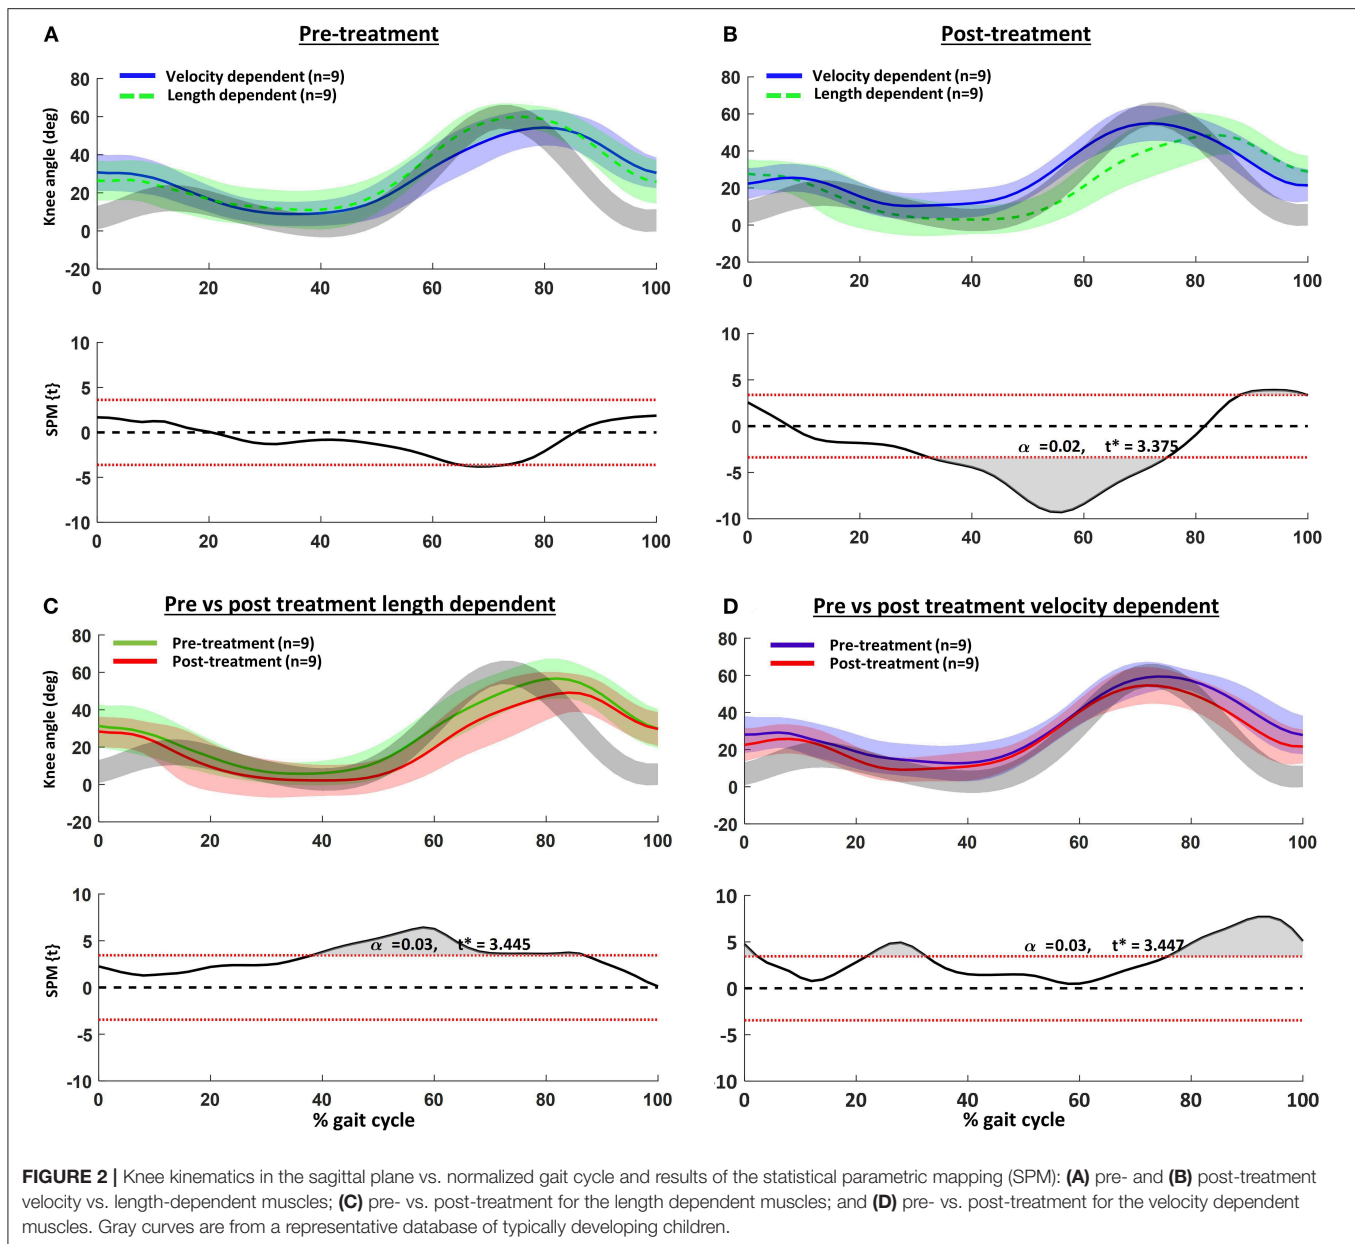 A
Pre-treatment
Velocity dependent (n=9)
Length dependent (n=9)
Knee angle (deg)
80
60
40
20
0
-20
0 20 40 60 80 100
SPM {t}
10
5
0
-5
-10
0 20 40 60 80 100
B
Post-treatment
Velocity dependent (n=9)
Length dependent (n=9)
80
60
40
20
0
-20
0 20 40 60 80 100
10
5
0
-5
-10
α =0.02, t* = 3.375
0 20 40 60 80 100
C
Pre vs post treatment length dependent
Pre-treatment (n=9)
Post-treatment (n=9)
Knee angle (deg)
80
60
40
20
0
-20
0 20 40 60 80 100
SPM {t}
10
5
0
-5
-10
α =0.03, t* = 3.445
0 20 40 60 80 100
% gait cycle
D
Pre vs post treatment velocity dependent
Pre-treatment (n=9)
Post-treatment (n=9)
80
60
40
20
0
-20
0 20 40 60 80 100
10
5
0
-5
-10
α =0.03, t* = 3.447
0 20 40 60 80 100
% gait cycle
FIGURE 2 | Knee kinematics in the sagittal plane vs. normalized gait cycle and results of the statistical parametric mapping (SPM): (A) pre- and (B) post-treatment
velocity vs. length-dependent muscles; (C) pre- vs. post-treatment for the length dependent muscles; and (D) pre- vs. post-treatment for the velocity dependent
muscles. Gray curves are from a representative database of typically developing children.